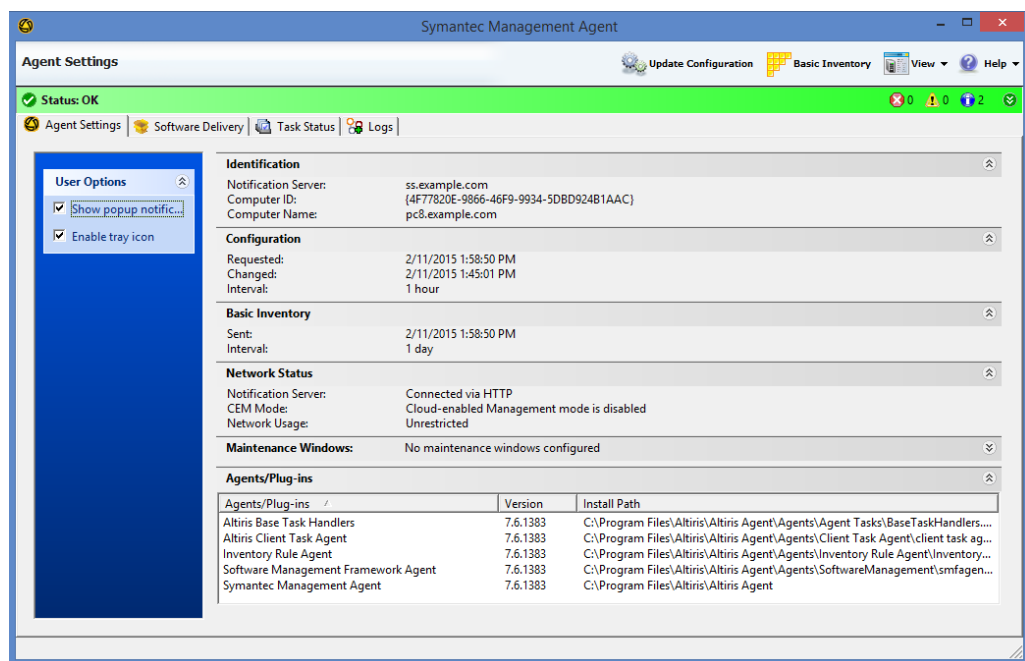 Symantec Management Agent
Agent Settings
Update Configuration Basic Inventory View Help
Status: OK 0 0 2
Agent Settings Software Delivery Task Status Logs
User Options
Show popup notific...
Enable tray icon
Identification
Notification Server: ss.example.com
Computer ID: {4F77820E-9866-46F9-9934-5DBD924B1AAC}
Computer Name: pc8.example.com
Configuration
Requested: 2/11/2015 1:58:50 PM
Changed: 2/11/2015 1:45:01 PM
Interval: 1 hour
Basic Inventory
Sent: 2/11/2015 1:58:50 PM
Interval: 1 day
Network Status
Notification Server: Connected via HTTP
CEM Mode: Cloud-enabled Management mode is disabled
Network Usage: Unrestricted
Maintenance Windows: No maintenance windows configured
Agents/Plug-ins
Agents/Plug-ins Version Install Path
Altiris Base Task Handlers 7.6.1383 C:\Program Files\Altiris\Altiris Agent\Agents\Agent Tasks\BaseTaskHandlers....
Altiris Client Task Agent 7.6.1383 C:\Program Files\Altiris\Altiris Agent\Agents\Client Task Agent\client task ag...
Inventory Rule Agent 7.6.1383 C:\Program Files\Altiris\Altiris Agent\Agents\Inventory Rule Agent\Inventory...
Software Management Framework Agent 7.6.1383 C:\Program Files\Altiris\Altiris Agent\Agents\SoftwareManagement\smfagen...
Symantec Management Agent 7.6.1383 C:\Program Files\Altiris\Altiris Agent